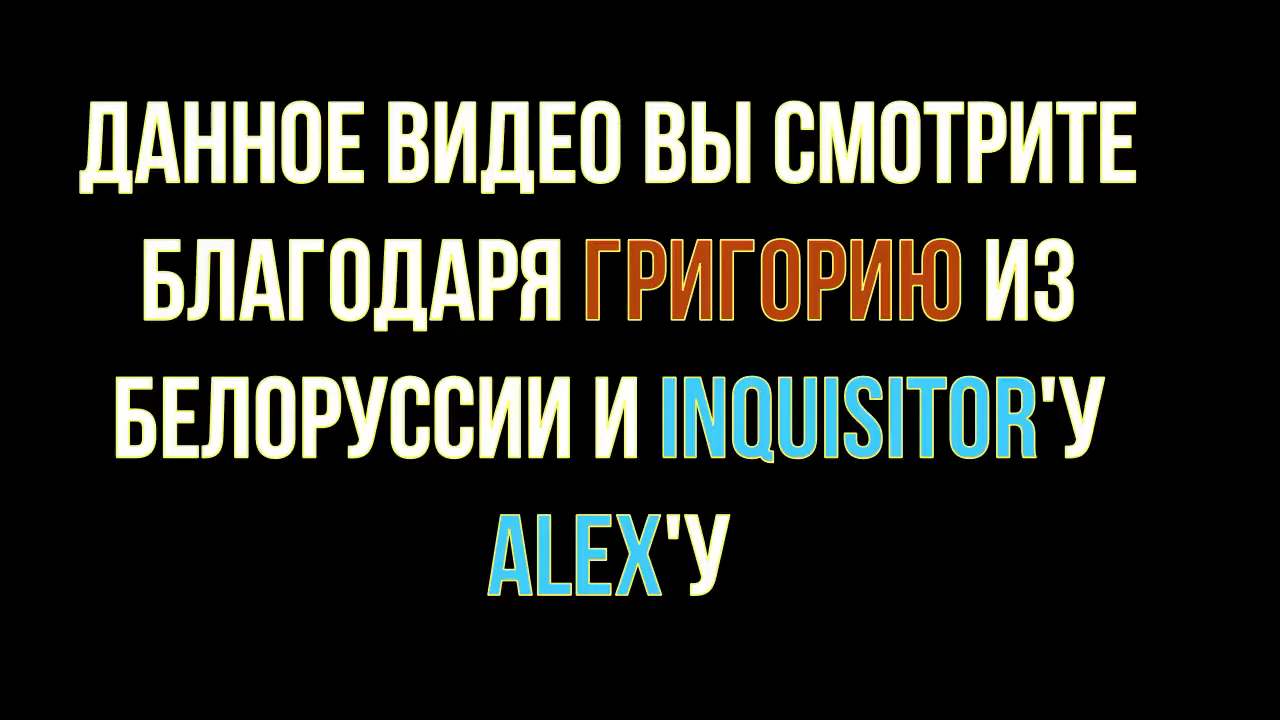 ДАННОЕ ВИДЕО ВЫ СМОТРИТЕ
БЛАГОДАРЯ ГРИГОРИЮ ИЗ
БЕЛОРУССИИ И INQUISITOR'У
ALEX'У